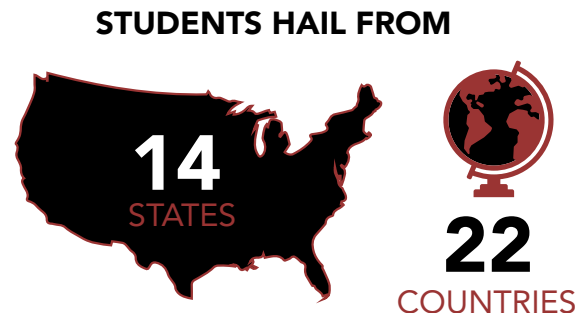 STUDENTS HAIL FROM
14
STATES
22
COUNTRIES